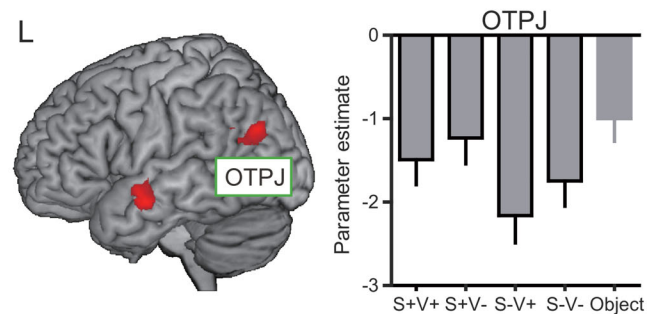 L
OTPJ
OTPJ
Parameter estimate
0
-1
-2
-3
S+V+ S+V- S-V+ S-V- Object